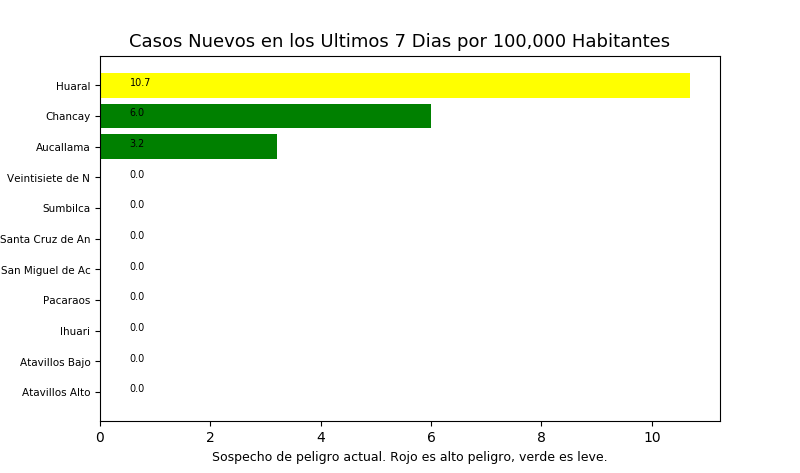 Casos Nuevos en los Ultimos 7 Dias por 100,000 Habitantes
Huaral 10.7
Chancay 6.0
Aucallama 3.2
Veintisiete de N 0.0
Sumbilca 0.0
Santa Cruz de An 0.0
San Miguel de Ac 0.0
Pacaraos 0.0
Ihuari 0.0
Atavillos Bajo 0.0
Atavillos Alto 0.0
0 2 4 6 8 10
Sospecho de peligro actual. Rojo es alto peligro, verde es leve.